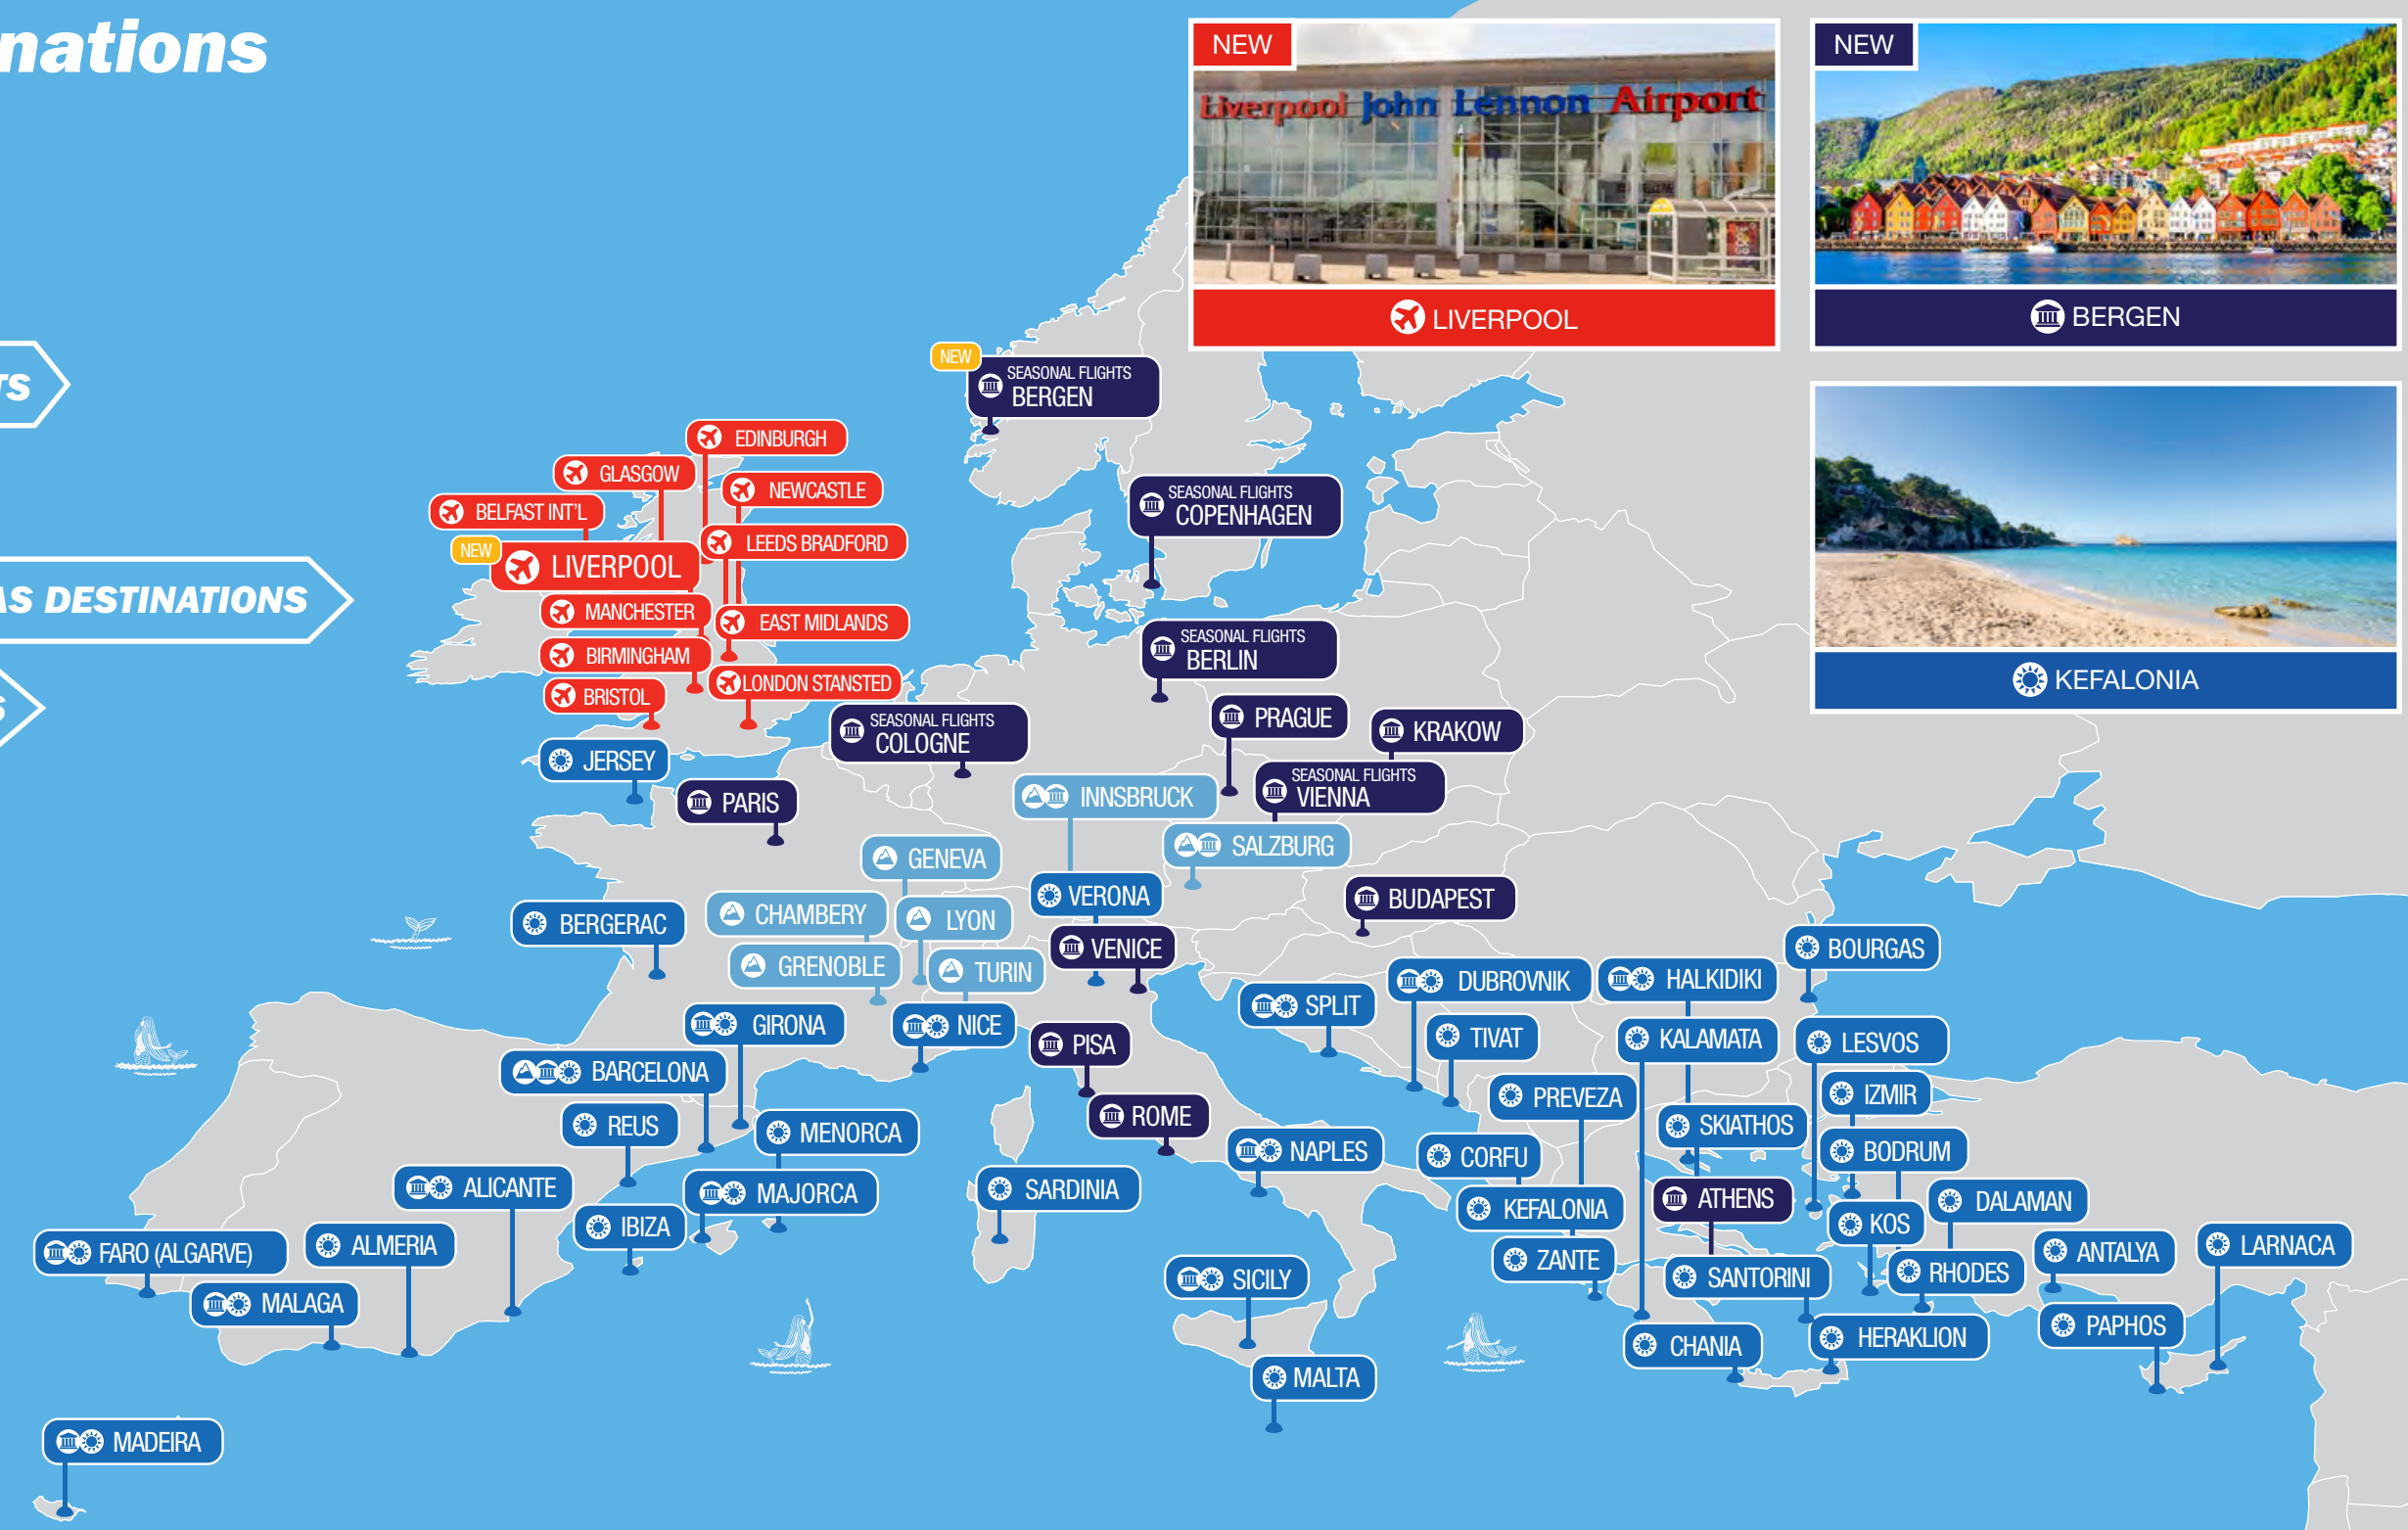 nations
NEW
Liverpool John Lennon Airport
LIVERPOOL
NEW
BERGEN
KEFALONIA
TS
AS DESTINATIONS
S
NEW
SEASONAL FLIGHTS
BERGEN
EDINBURGH
GLASGOW
NEWCASTLE
BELFAST INT'L
LEEDS BRADFORD
NEW
LIVERPOOL
MANCHESTER
EAST MIDLANDS
BIRMINGHAM
LONDON STANSTED
BRISTOL
SEASONAL FLIGHTS
COPENHAGEN
SEASONAL FLIGHTS
BERLIN
SEASONAL FLIGHTS
COLOGNE
PRAGUE
KRAKOW
JERSEY
PARIS
INNSBRUCK
SEASONAL FLIGHTS
VIENNA
GENEVA
SALZBURG
CHAMBERY
LYON
VERONA
BUDAPEST
BERGERAC
GRENOBLE
TURIN
VENICE
BOURGAS
DUBROVNIK
HALKIDIKI
SPLIT
GIRONA
NICE
PISA
TIVAT
KALAMATA
LESVOS
BARCELONA
PREVEZA
IZMIR
REUS
MENORCA
ROME
SKIATHOS
NAPLES
CORFU
BODRUM
ALICANTE
MAJORCA
SARDINIA
KEFALONIA
ATHENS
DALAMAN
IBIZA
KOS
FARO (ALGARVE)
ALMERIA
ZANTE
ANTALYA
LARNACA
MALAGA
SICILY
SANTORINI
RHODES
CHANIA
HERAKLION
PAPHOS
MALTA
MADEIRA